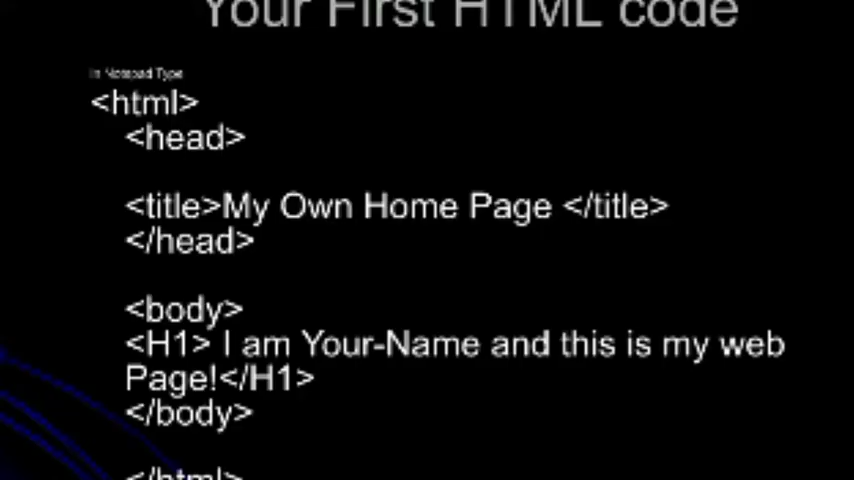 Your First HTML code
In Notepad Type
<html>
<head>
<title>My Own Home Page </title>
</head>
<body>
<H1> I am Your-Name and this is my web
Page!</H1>
</body>
</html>